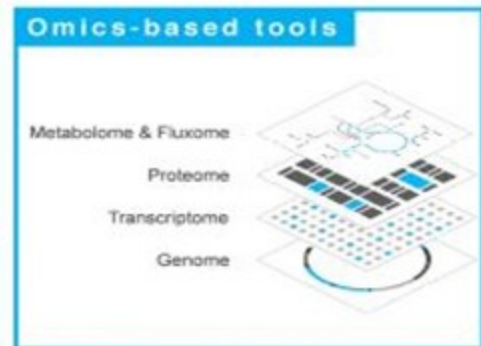 Omics-based tools
Metabolome & Fluxome
Proteome
Transcriptome
Genome